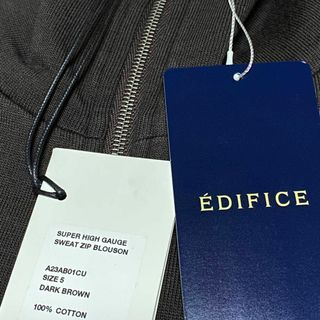 ÉDIFICE
SUPER HIGH GAUGE
SWEAT ZIP BLOUSON
A23AB01CU
SIZE 5
DARK BROWN
100% COTTON